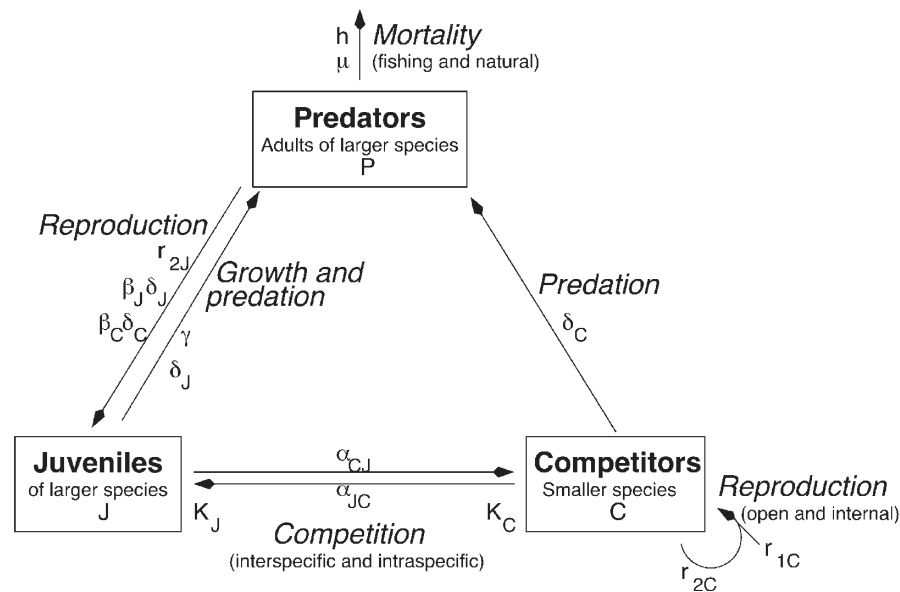 h Mortality
μ (fishing and natural)
Predators
Adults of larger species
P
Reproduction
r2J
βJδJ
βCδC
Growth and
predation
γ
δJ
Predation
δC
Juveniles
of larger species
J
αCJ
αJC
KJ
KC
Competition
(interspecific and intraspecific)
Competitors
Smaller species
C
Reproduction
(open and internal)
r1C
r2C